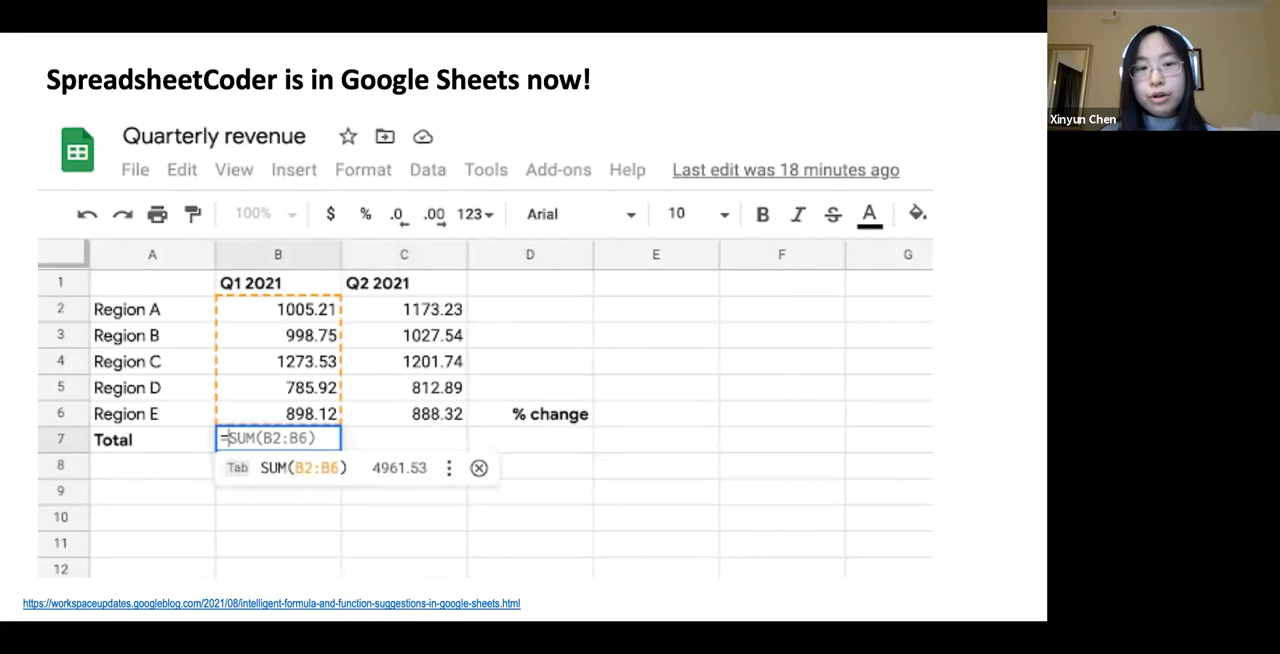 SpreadsheetCoder is in Google Sheets now!
Xinyun Chen
Quarterly revenue
File Edit View Insert Format Data Tools Add-ons Help Last edit was 18 minutes ago
100% $ % .0 .00 123 Arial 10 B I S A
A B C D E F G
1 Q1 2021 Q2 2021
2 Region A 1005.21 1173.23
3 Region B 998.75 1027.54
4 Region C 1273.53 1201.74
5 Region D 785.92 812.89
6 Region E 898.12 888.32 % change
7 Total =SUM(B2:B6)
8 Tab SUM(B2:B6) 4961.53
9
10
11
12
https://workspaceupdates.googleblog.com/2021/08/intelligent-formula-and-function-suggestions-in-google-sheets.html